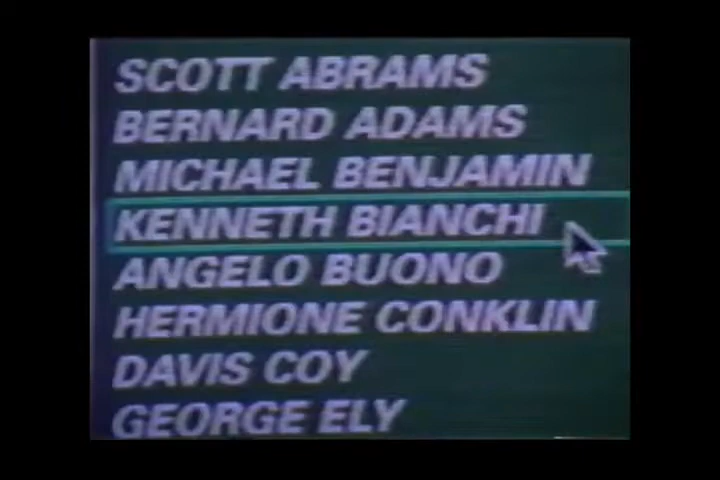 SCOTT ABRAMS
BERNARD ADAMS
MICHAEL BENJAMIN
KENNETH BIANCHI
ANGELO BUONO
HERMIONE CONKLIN
DAVIS COY
GEORGE ELY